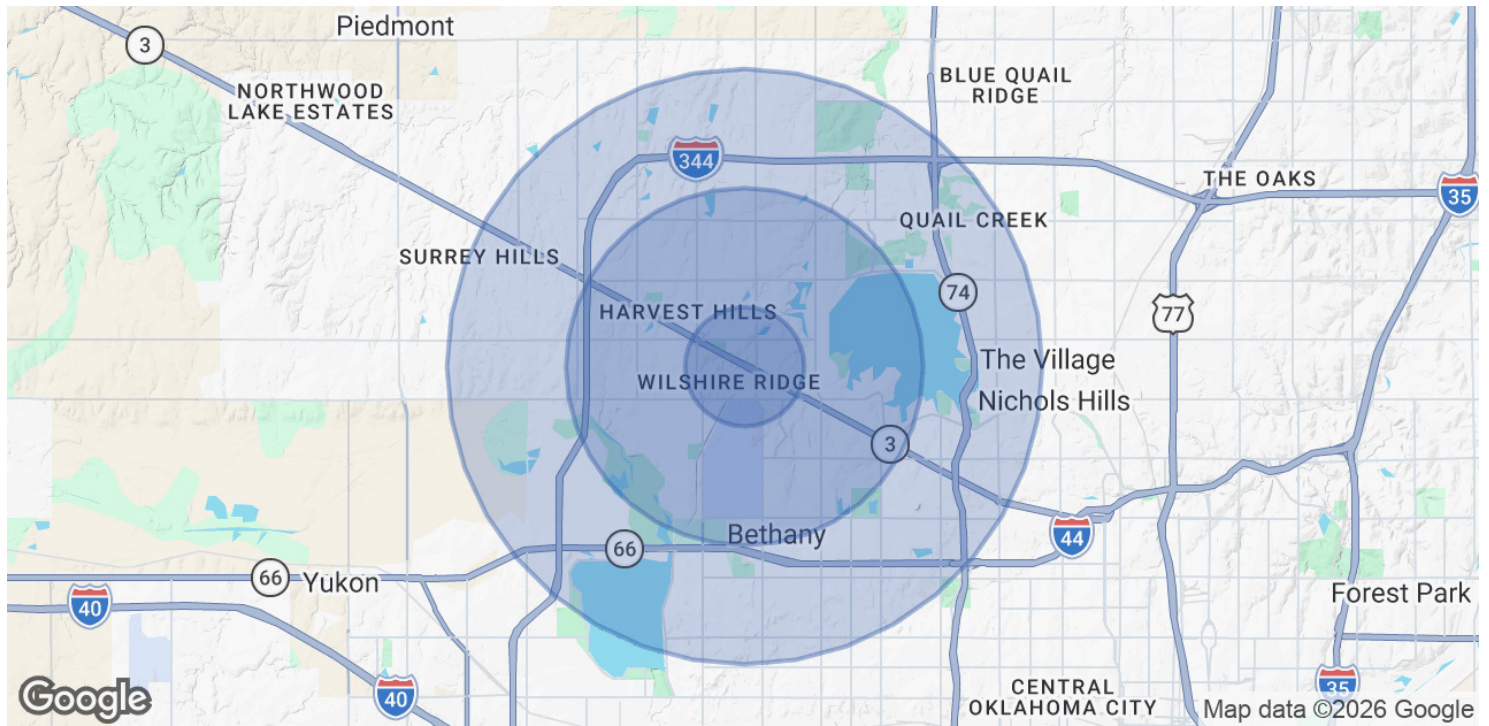 Piedmont
3
NORTHWOOD
LAKE ESTATES
BLUE QUAIL
RIDGE
344
THE OAKS
35
QUAIL CREEK
SURREY HILLS
74
HARVEST HILLS
77
The Village
WILSHIRE RIDGE
Nichols Hills
3
Bethany
44
66
66
Yukon
40
Forest Park
40
35
CENTRAL
OKLAHOMA CITY
Google
Map data ©2026 Google